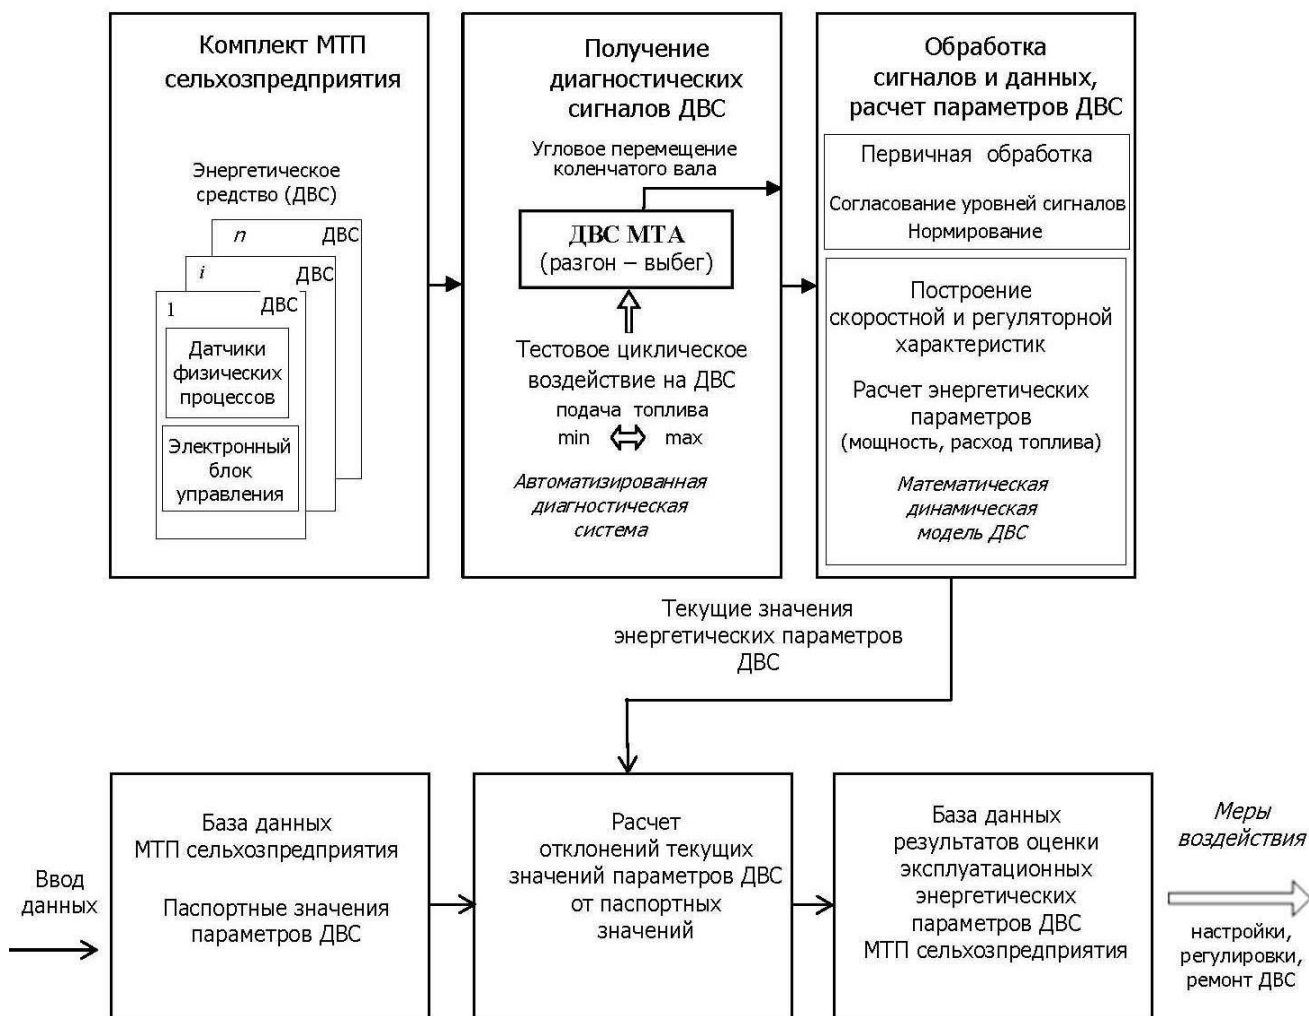 Комплект МТП
сельхозпредприятия
Энергетическое
средство (ДВС)
n ДВС
i ДВС
1 ДВС
Датчики
физических
процессов
Электронный
блок
управления
Получение
диагностических
сигналов ДВС
Угловое перемещение
коленчатого вала
ДВС МТА
(разгон – выбег)
Тестовое циклическое
воздействие на ДВС
подача топлива
min max
Автоматизированная
диагностическая
система
Обработка
сигналов и данных,
расчет параметров ДВС
Первичная обработка
Согласование уровней сигналов
Нормирование
Построение
скоростной и регуляторной
характеристик
Расчет энергетических
параметров
(мощность, расход топлива)
Математическая
динамическая
модель ДВС
Текущие значения
энергетических параметров
ДВС
Ввод
данных
База данных
МТП сельхозпредприятия
Паспортные значения
параметров ДВС
Расчет
отклонений текущих
значений параметров ДВС
от паспортных
значений
База данных
результатов оценки
эксплуатационных
энергетических
параметров ДВС
МТП сельхозпредприятия
Меры
воздействия
настройки,
регулировки,
ремонт ДВС